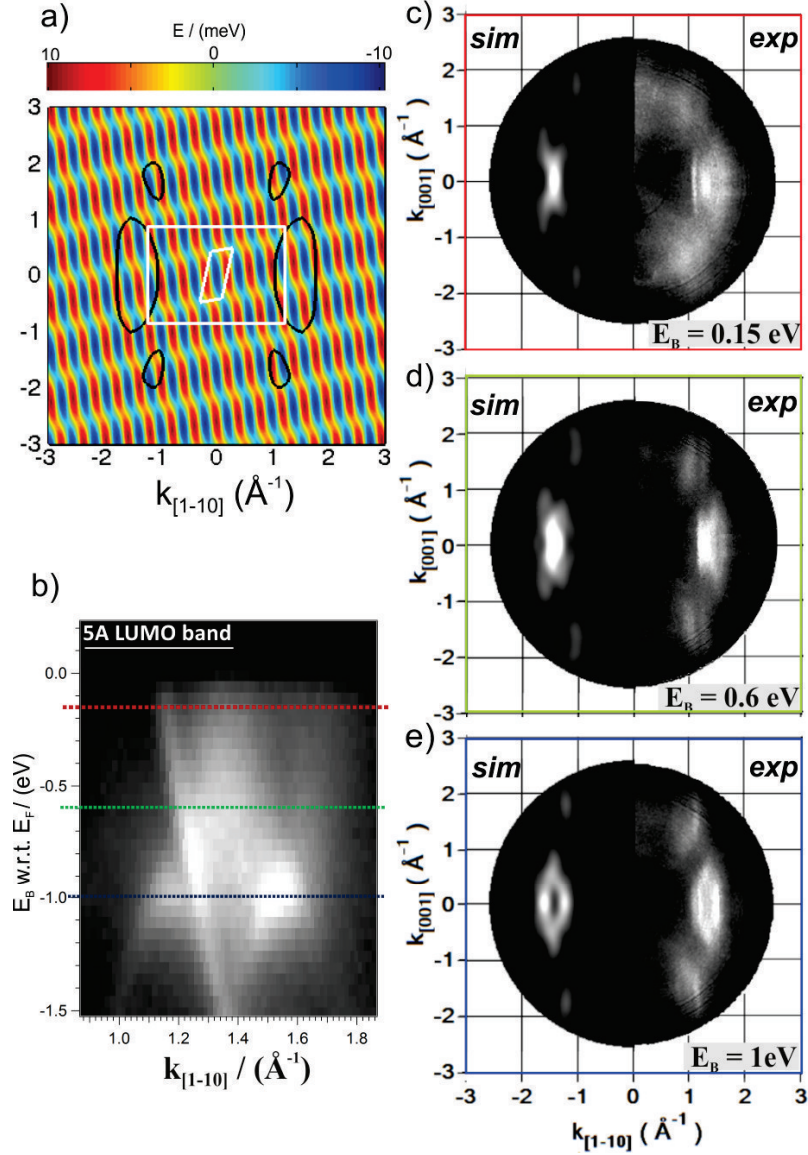 a)
E / (meV)
10 0 -10
3
2
1
0
-1
-2
-3
-3 -2 -1 0 1 2 3
k[1-10] (Å-1)
b)
5A LUMO band
0.0
-0.5
-1.0
-1.5
EB w.r.t. EF / (eV)
1.0 1.2 1.4 1.6 1.8
k[1-10] / (Å-1)
c)
sim exp
3
2
1
0
-1
-2
-3
k[001] ( Å-1)
EB = 0.15 eV
d)
sim exp
3
2
1
0
-1
-2
-3
k[001] ( Å-1)
EB = 0.6 eV
e)
sim exp
3
2
1
0
-1
-2
-3
k[001] ( Å-1)
EB = 1eV
-3 -2 -1 0 1 2 3
k[1-10] ( Å-1)